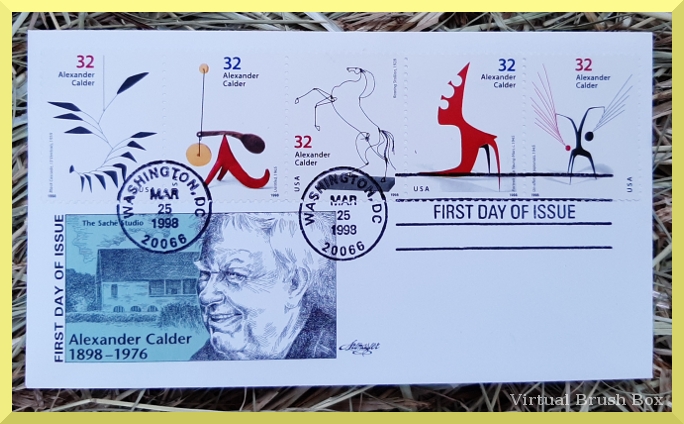 32
Alexander
Calder
32
Alexander
Calder
32
Alexander
Calder
32
Alexander
Calder
32
Alexander
Calder
USA
USA
USA
USA
1998
WASHINGTON, DC
MAR
25
1998
20066
WASHINGTON, DC
MAR
25
1998
20066
FIRST DAY OF ISSUE
FIRST DAY OF ISSUE
The Saché Studio
Alexander Calder
1898–1976
Virtual Brush Box